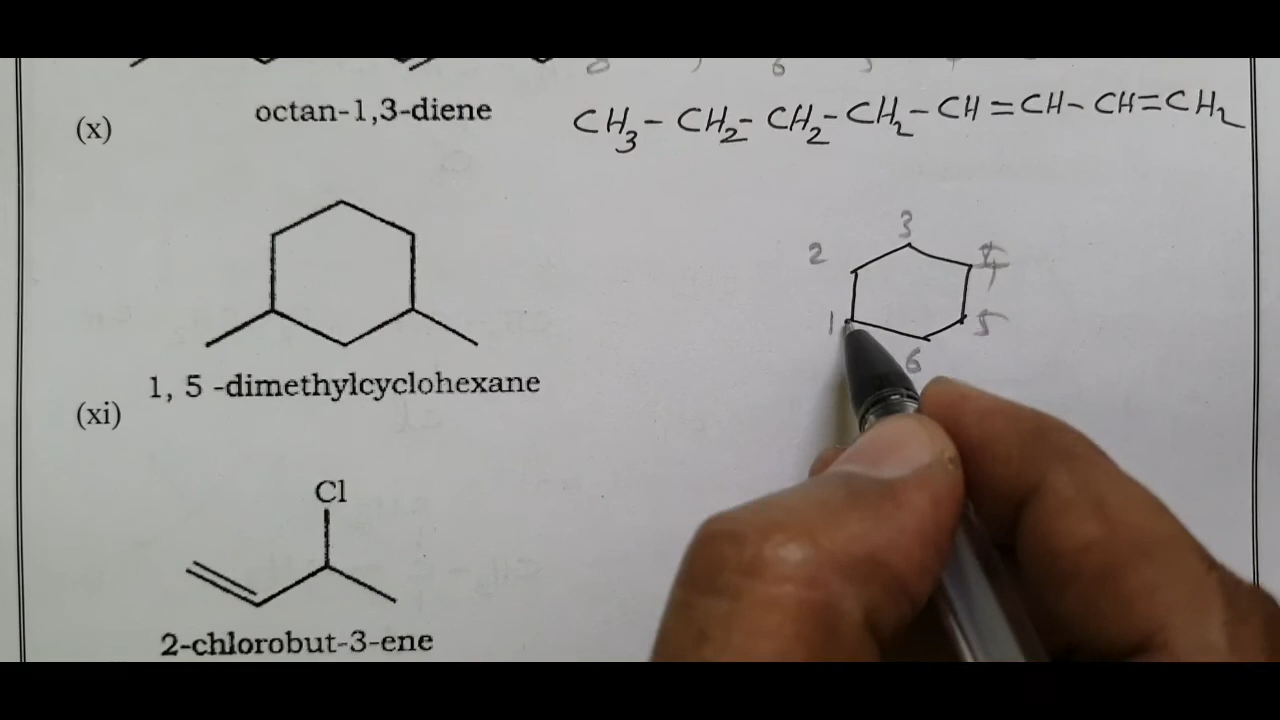 octan-1,3-diene
(x)
CH3 - CH2 - CH2 - CH2 - CH = CH - CH = CH2
3
2
4
1
5
6
1, 5 -dimethylcyclohexane
(xi)
Cl
2-chlorobut-3-ene